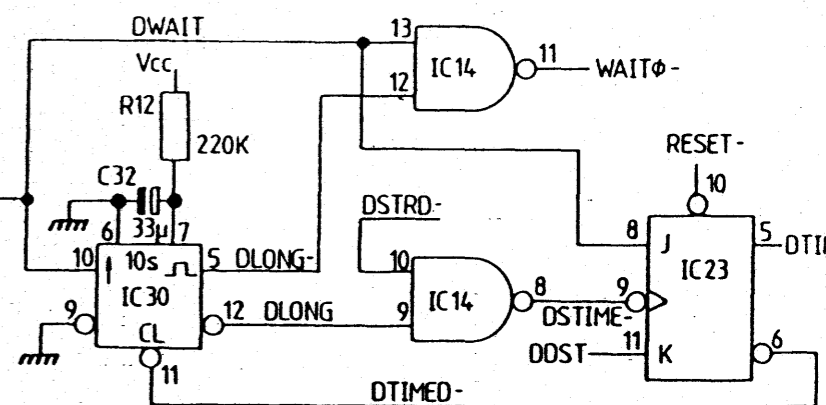 DWAIT
13
IC14
11
WAITΦ-
12
Vcc
R12
220K
C32
33µ
6
7
10
10s
5
DLONG-
IC30
9
12
DLONG
CL
11
DTIMED-
DSTRD-
10
IC14
9
8
DSTIME-
RESET-
10
8
J
5
DTI
IC23
9
DDST
11
K
6